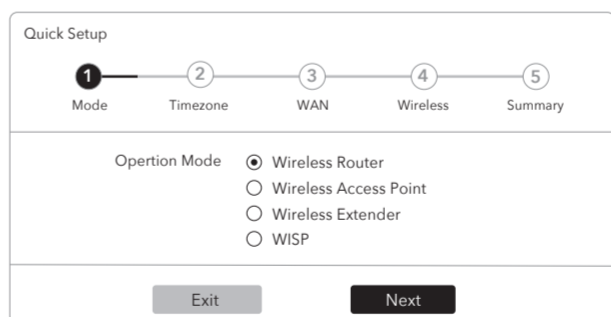 Quick Setup
1 2 3 4 5
Mode Timezone WAN Wireless Summary
Opertion Mode Wireless Router
Wireless Access Point
Wireless Extender
WISP
Exit Next